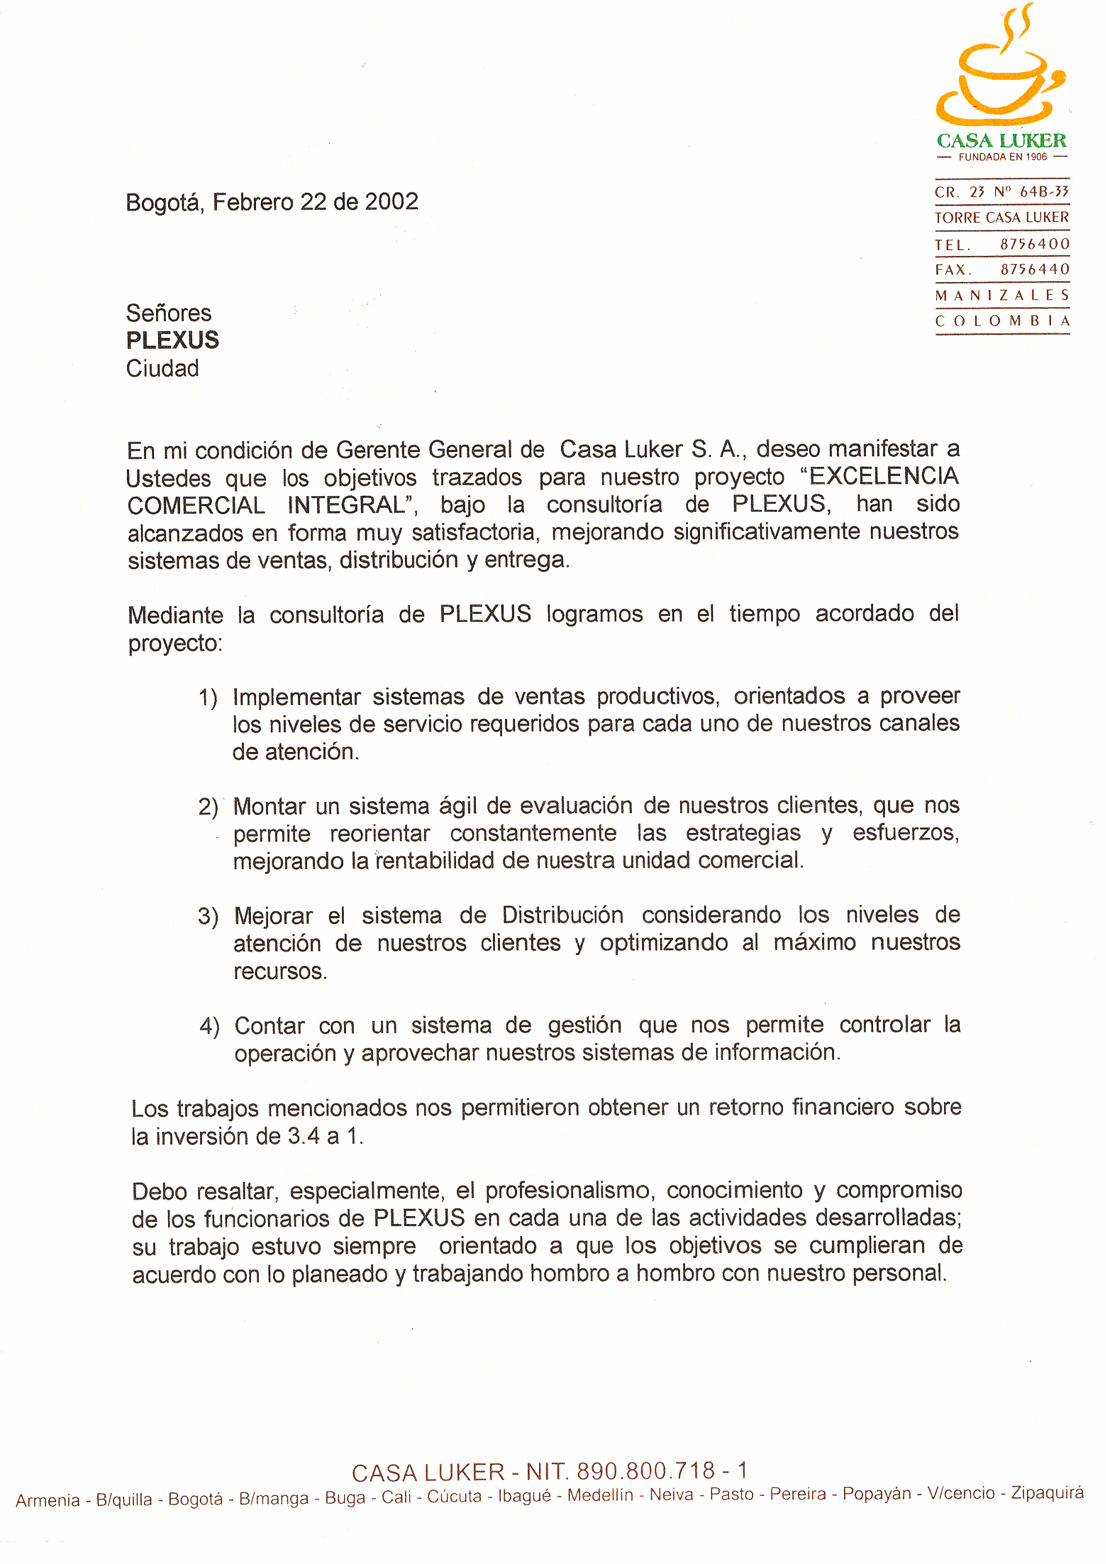 CASA LUKER
FUNDADA EN 1906
CR. 23 Nº 64B-33
TORRE CASA LUKER
TEL. 8756400
FAX. 8756440
MANIZALES
COLOMBIA
Bogotá, Febrero 22 de 2002
Señores
PLEXUS
Ciudad
En mi condición de Gerente General de Casa Luker S. A., deseo manifestar a
Ustedes que los objetivos trazados para nuestro proyecto “EXCELENCIA
COMERCIAL INTEGRAL”, bajo la consultoría de PLEXUS, han sido
alcanzados en forma muy satisfactoria, mejorando significativamente nuestros
sistemas de ventas, distribución y entrega.
Mediante la consultoría de PLEXUS logramos en el tiempo acordado del
proyecto:
1) Implementar sistemas de ventas productivos, orientados a proveer
los niveles de servicio requeridos para cada uno de nuestros canales
de atención.
2) Montar un sistema ágil de evaluación de nuestros clientes, que nos
permite reorientar constantemente las estrategias y esfuerzos,
mejorando la rentabilidad de nuestra unidad comercial.
3) Mejorar el sistema de Distribución considerando los niveles de
atención de nuestros clientes y optimizando al máximo nuestros
recursos.
4) Contar con un sistema de gestión que nos permite controlar la
operación y aprovechar nuestros sistemas de información.
Los trabajos mencionados nos permitieron obtener un retorno financiero sobre
la inversión de 3.4 a 1.
Debo resaltar, especialmente, el profesionalismo, conocimiento y compromiso
de los funcionarios de PLEXUS en cada una de las actividades desarrolladas;
su trabajo estuvo siempre orientado a que los objetivos se cumplieran de
acuerdo con lo planeado y trabajando hombro a hombro con nuestro personal.
CASA LUKER - NIT. 890.800.718 - 1
Armenia - B/quilla - Bogotá - B/manga - Buga - Cali - Cúcuta - Ibagué - Medellín - Neiva - Pasto - Pereira - Popayán - V/cencio - Zipaquirá